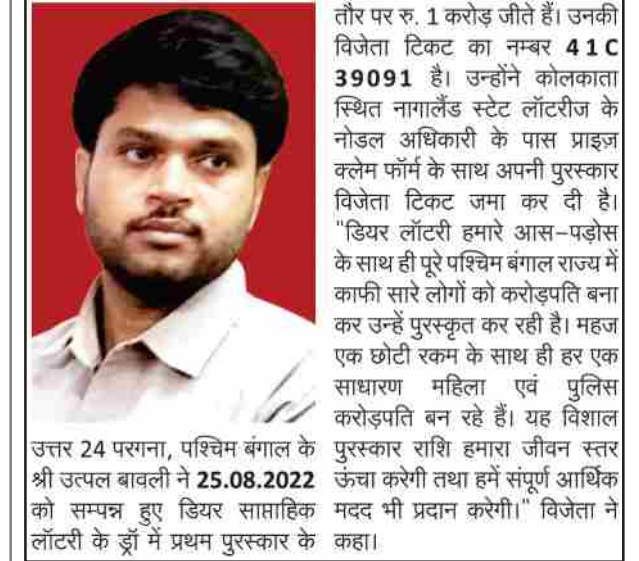 उत्तर 24 परगना, पश्चिम बंगाल के
श्री उत्पल बावली ने 25.08.2022
को सम्पन्न हुए डियर साप्ताहिक
लॉटरी के ड्रॉ में प्रथम पुरस्कार के
तौर पर रु. 1 करोड़ जीते हैं। उनकी
विजेता टिकट का नम्बर 41C
39091 है। उन्होंने कोलकाता
स्थित नागालैंड स्टेट लॉटरीज के
नोडल अधिकारी के पास प्राइज़
क्लेम फॉर्म के साथ अपनी पुरस्कार
विजेता टिकट जमा कर दी है।
"डियर लॉटरी हमारे आस-पड़ोस
के साथ ही पूरे पश्चिम बंगाल राज्य में
काफी सारे लोगों को करोड़पति बना
कर उन्हें पुरस्कृत कर रही है। महज
एक छोटी रकम के साथ ही हर एक
साधारण महिला एवं पुलिस
करोड़पति बन रहे हैं। यह विशाल
पुरस्कार राशि हमारा जीवन स्तर
ऊंचा करेगी तथा हमें संपूर्ण आर्थिक
मदद भी प्रदान करेगी।" विजेता ने
कहा।